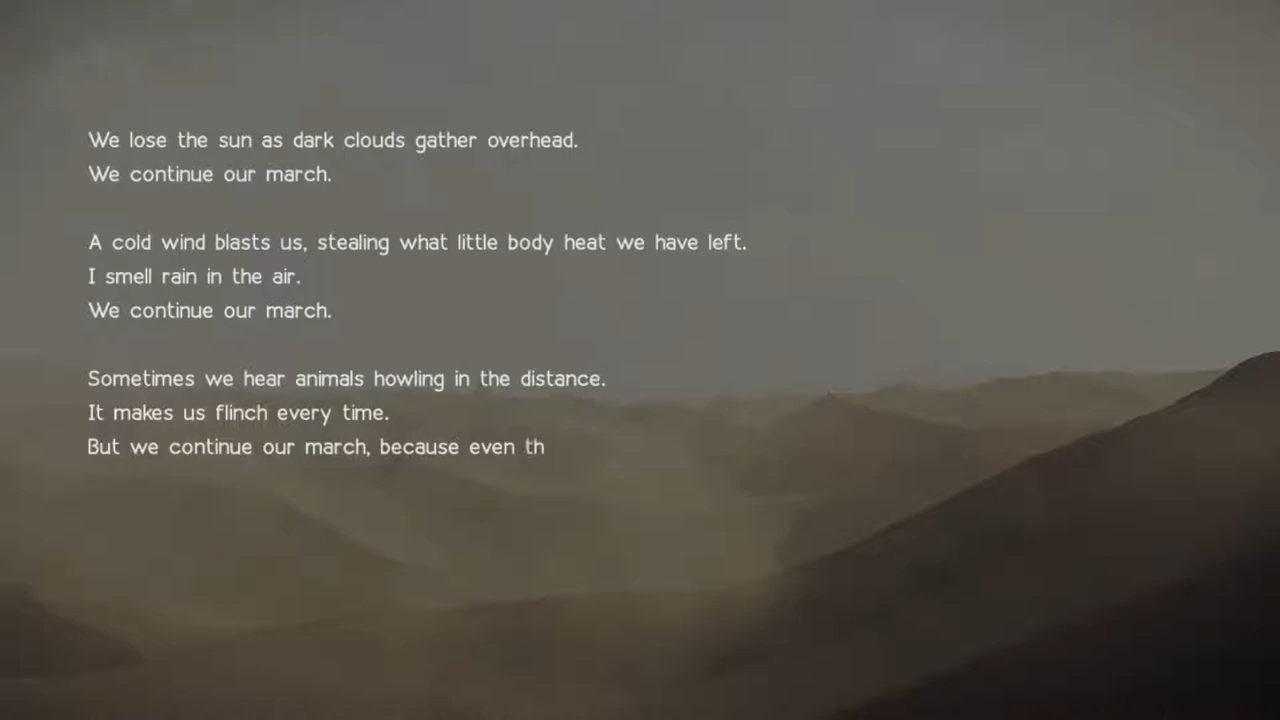 We lose the sun as dark clouds gather overhead.
We continue our march.
A cold wind blasts us, stealing what little body heat we have left.
I smell rain in the air.
We continue our march.
Sometimes we hear animals howling in the distance.
It makes us flinch every time.
But we continue our march, because even th